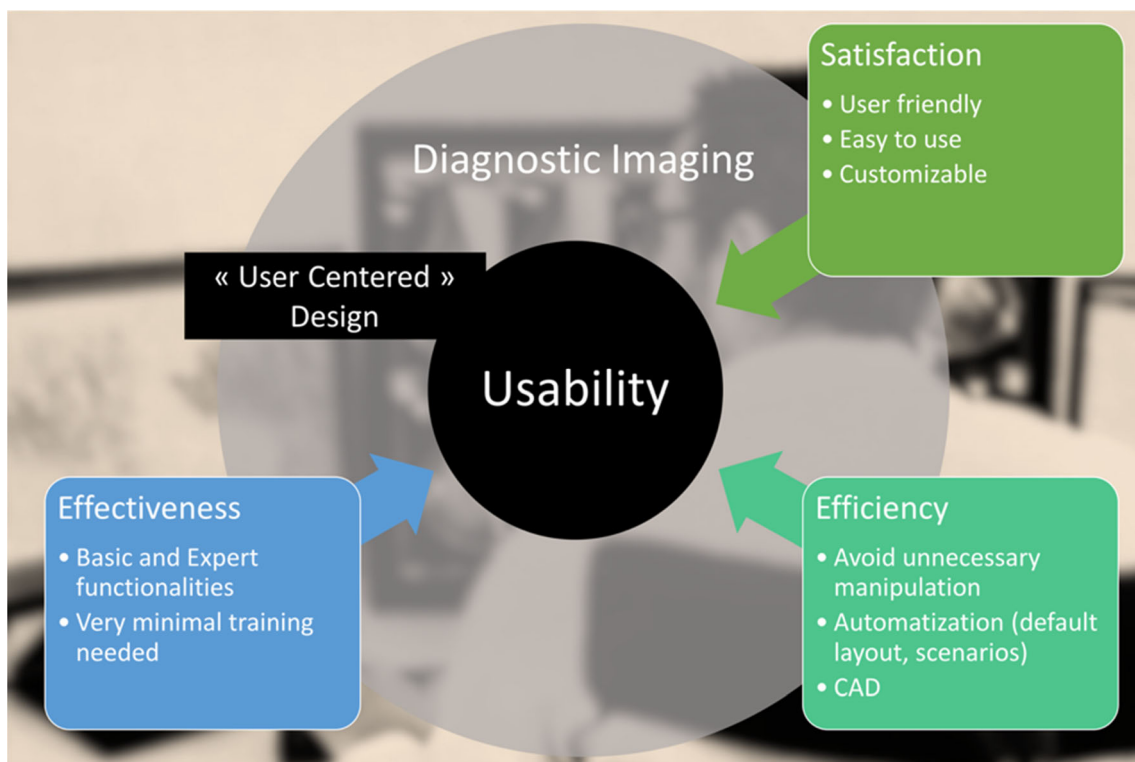 Satisfaction
• User friendly
• Easy to use
• Customizable
Diagnostic Imaging
« User Centered »
Design
Usability
Effectiveness
• Basic and Expert
functionalities
• Very minimal training
needed
Efficiency
• Avoid unnecessary
manipulation
• Automatization (default
layout, scenarios)
• CAD